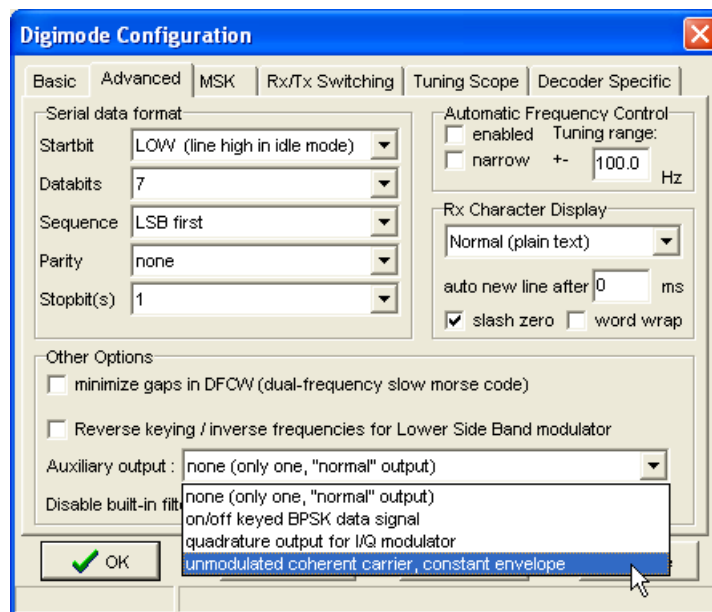 Digimode Configuration
Basic Advanced MSK Rx/Tx Switching Tuning Scope Decoder Specific
Serial data format
Startbit LOW (line high in idle mode)
Databits 7
Sequence LSB first
Parity none
Stopbit(s) 1
Automatic Frequency Control
enabled Tuning range:
narrow +- 100.0 Hz
Rx Character Display
Normal (plain text)
auto new line after 0 ms
slash zero word wrap
Other Options
minimize gaps in DFCW (dual-frequency slow morse code)
Reverse keying / inverse frequencies for Lower Side Band modulator
Auxiliary output : none (only one, "normal" output)
none (only one, "normal" output)
Disable built-in
on/off keyed BPSK data signal
quadrature output for I/Q modulator
unmodulated coherent carrier, constant envelope
OK